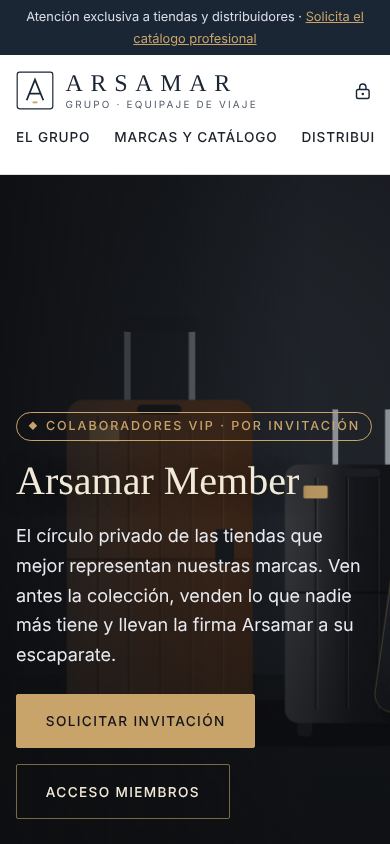 Atención exclusiva a tiendas y distribuidores · Solicita el
catálogo profesional
A
ARSAMAR
GRUPO · EQUIPAJE DE VIAJE
EL GRUPO MARCAS Y CATÁLOGO DISTRIBUI
COLABORADORES VIP · POR INVITACIÓN
Arsamar Member
El círculo privado de las tiendas que
mejor representan nuestras marcas. Ven
antes la colección, venden lo que nadie
más tiene y llevan la firma Arsamar a su
escaparate.
SOLICITAR INVITACIÓN
ACCESO MIEMBROS